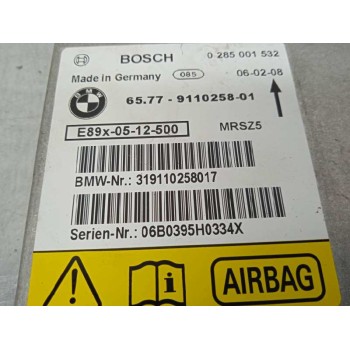 BOSCH 0 285 001 532
Made in Germany 085 06-02-08
BMW
65.77 - 9110258-01
E89x-05-12-500 MRSZ5
BMW-Nr.: 319110258017
Serien-Nr.: 06B0395H0334X
! i AIRBAG